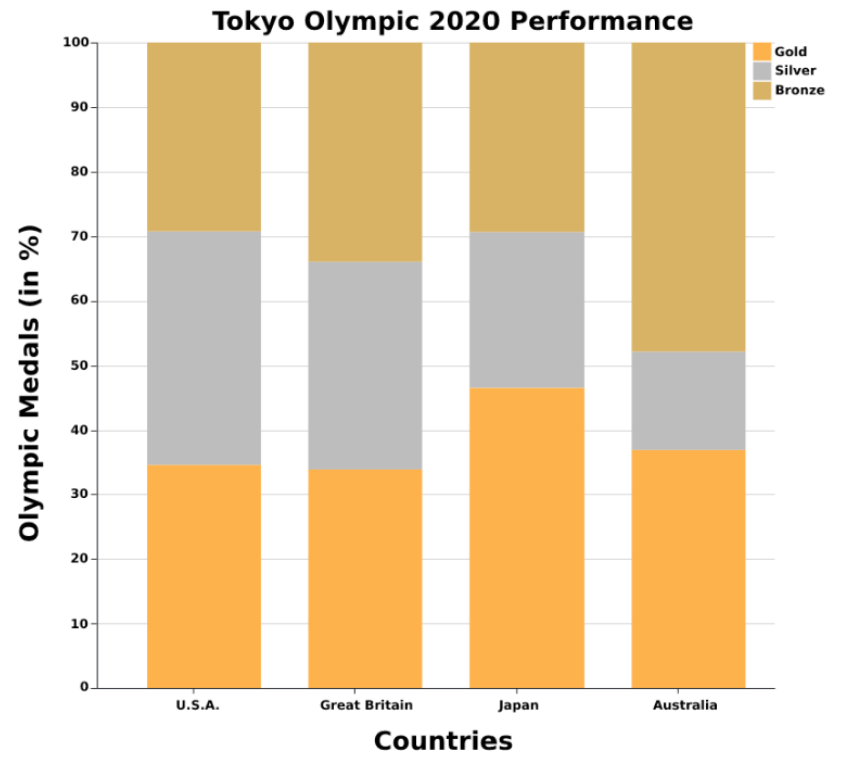 Tokyo Olympic 2020 Performance
Gold
Silver
Bronze
Olympic Medals (in %)
100
90
80
70
60
50
40
30
20
10
0
U.S.A. Great Britain Japan Australia
Countries